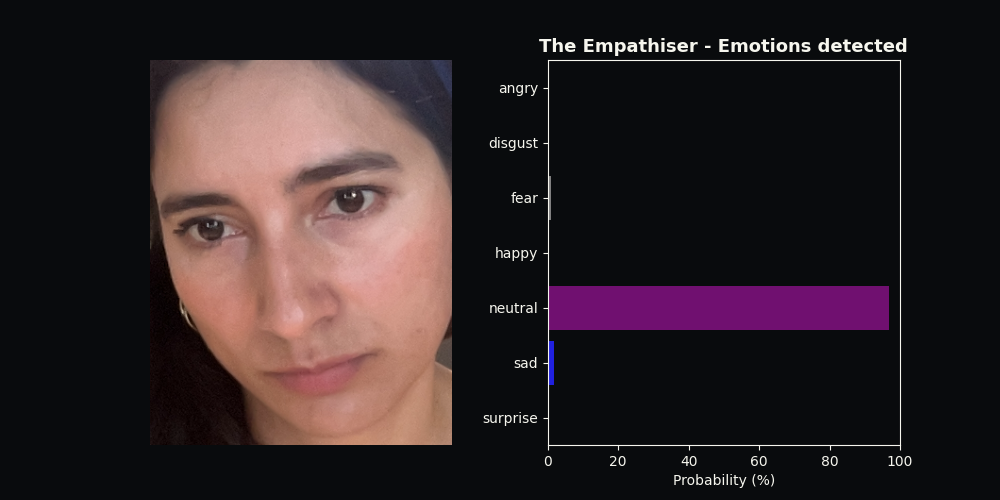 The Empathiser - Emotions detected
angry
disgust
fear
happy
neutral
sad
surprise
0 20 40 60 80 100
Probability (%)